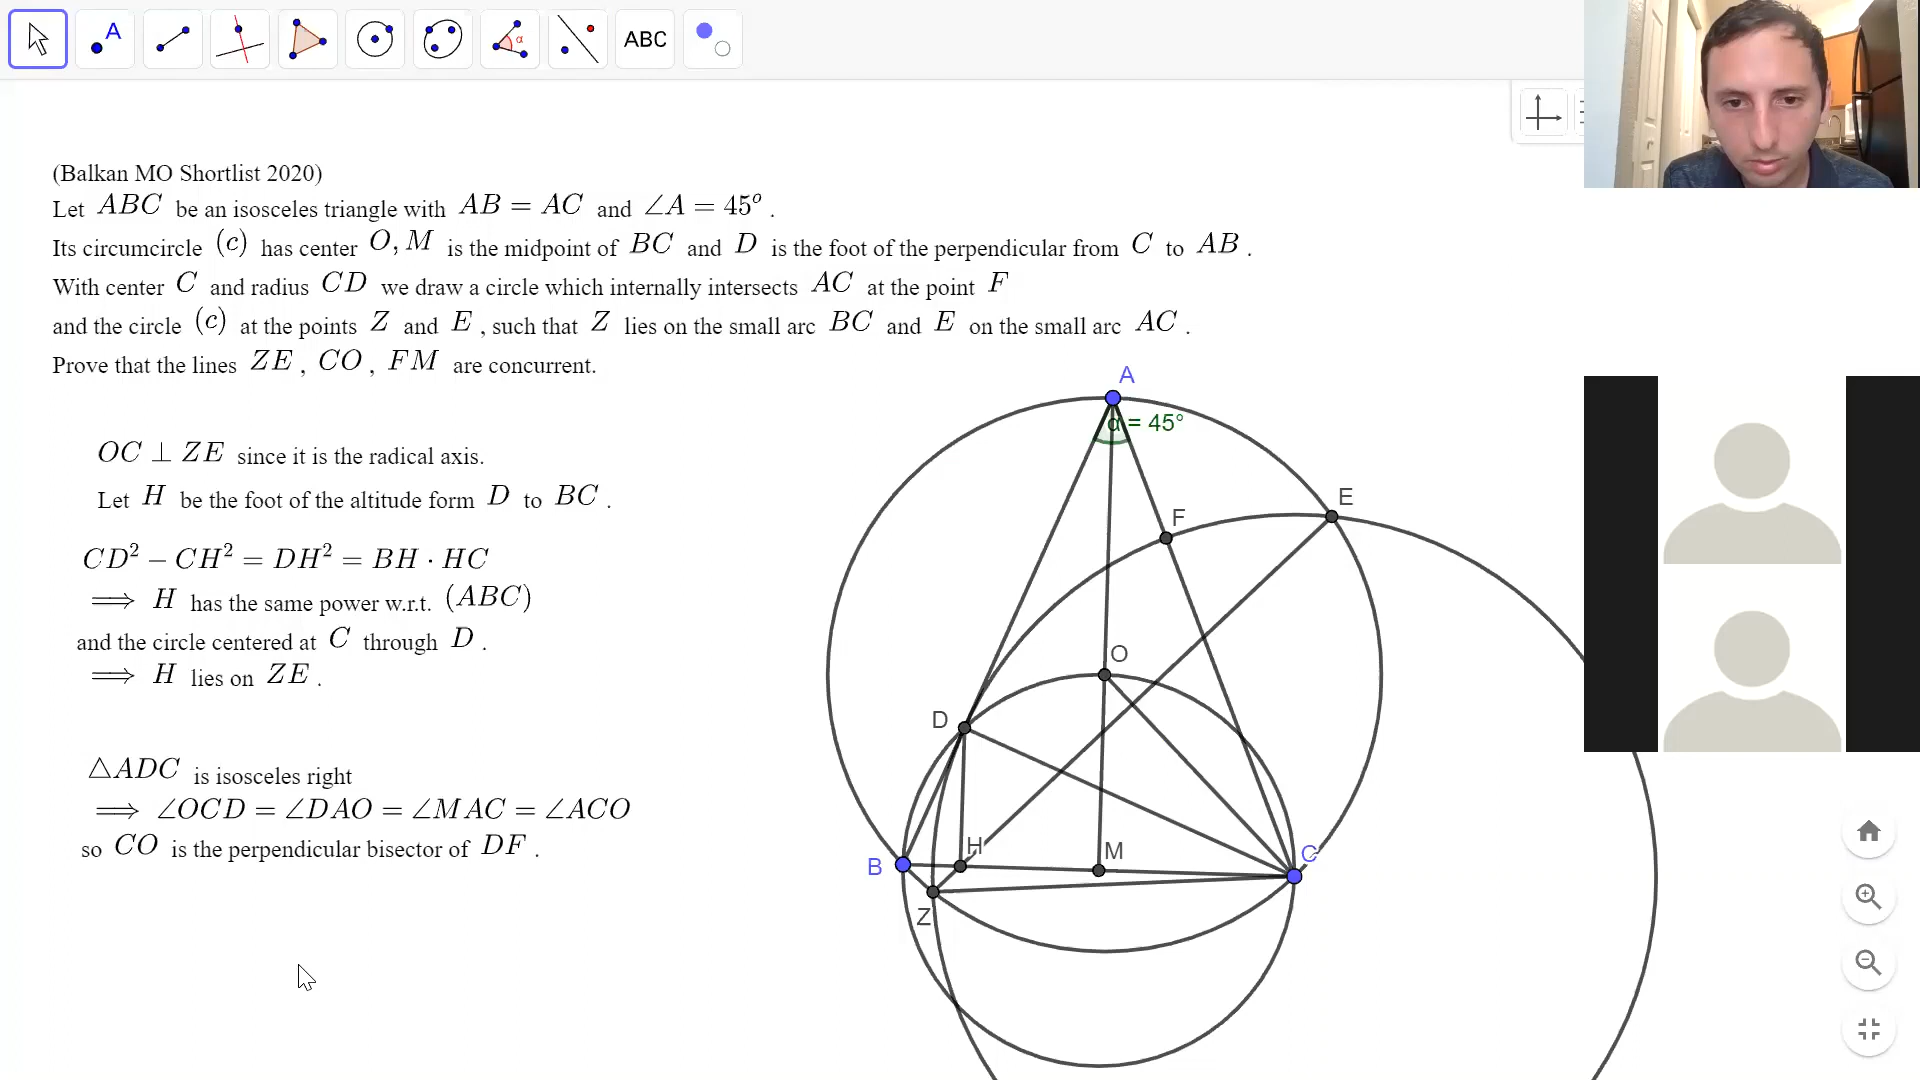 A
α
ABC
(Balkan MO Shortlist 2020)
Let ABC be an isosceles triangle with AB = AC and ∠A = 45° .
Its circumcircle (c) has center O, M is the midpoint of BC and D is the foot of the perpendicular from C to AB .
With center C and radius CD we draw a circle which internally intersects AC at the point F
and the circle (c) at the points Z and E , such that Z lies on the small arc BC and E on the small arc AC .
Prove that the lines ZE , CO , FM are concurrent.
OC ⊥ ZE since it is the radical axis.
Let H be the foot of the altitude form D to BC .
CD² − CH² = DH² = BH · HC
⟹ H has the same power w.r.t. (ABC)
and the circle centered at C through D .
⟹ H lies on ZE .
△ADC is isosceles right
⟹ ∠OCD = ∠DAO = ∠MAC = ∠ACO
so CO is the perpendicular bisector of DF .
A
α = 45°
E
F
O
D
H
M
B
C
Z